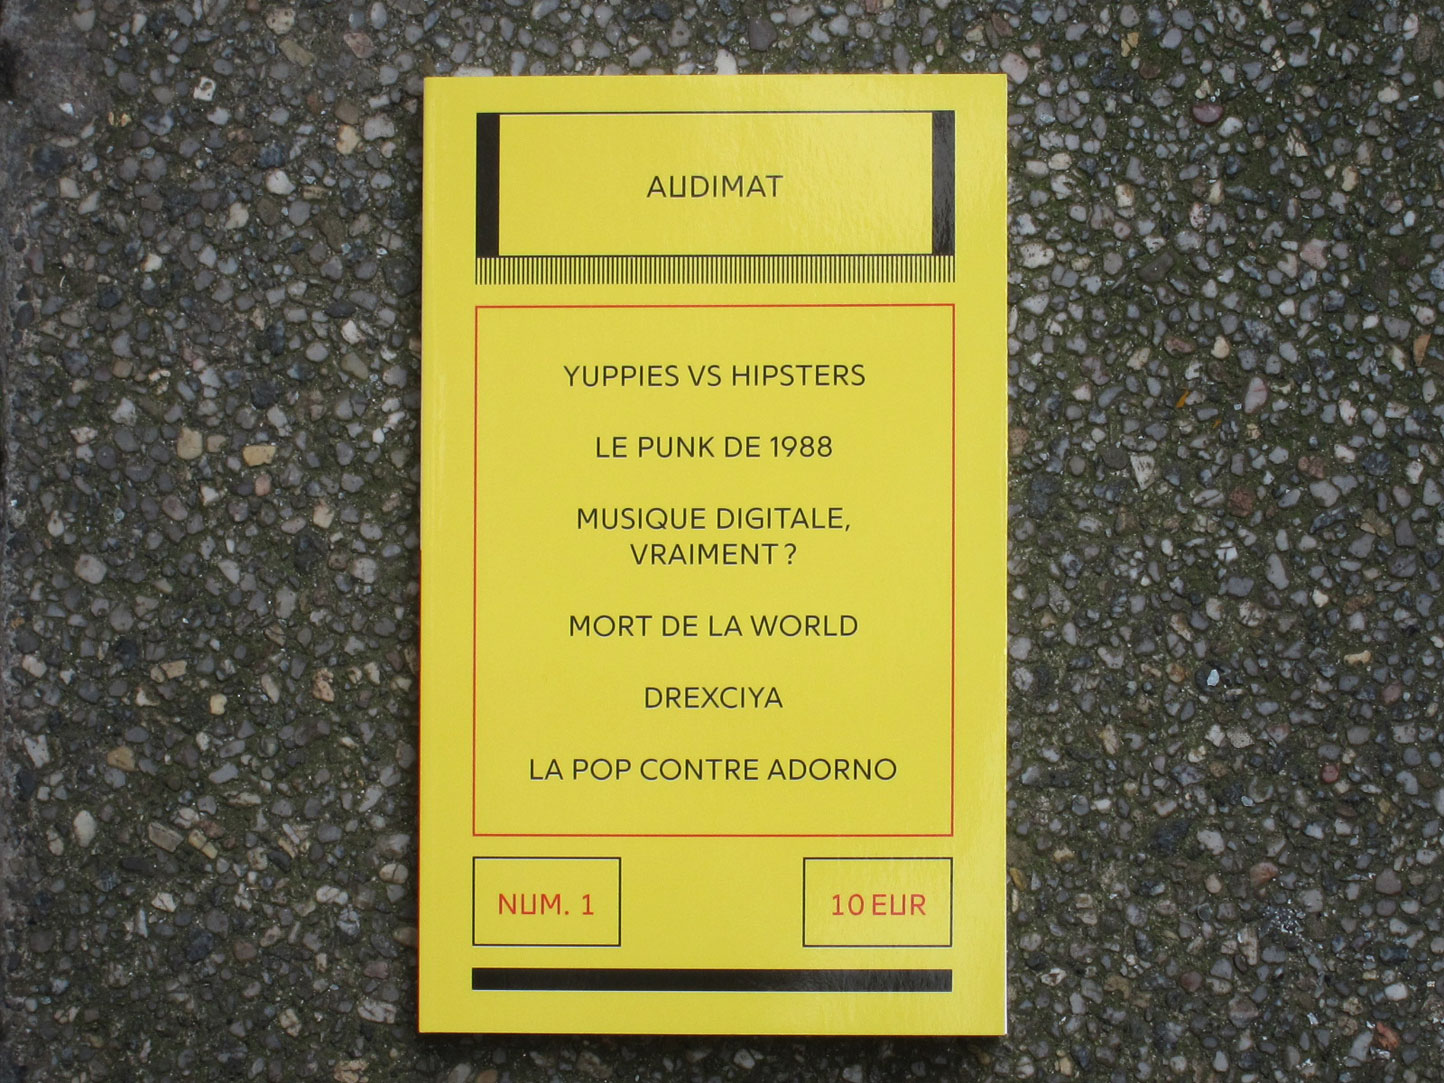 AUDIMAT
YUPPIES VS HIPSTERS
LE PUNK DE 1988
MUSIQUE DIGITALE,
VRAIMENT ?
MORT DE LA WORLD
DREXCIYA
LA POP CONTRE ADORNO
NUM. 1
10 EUR